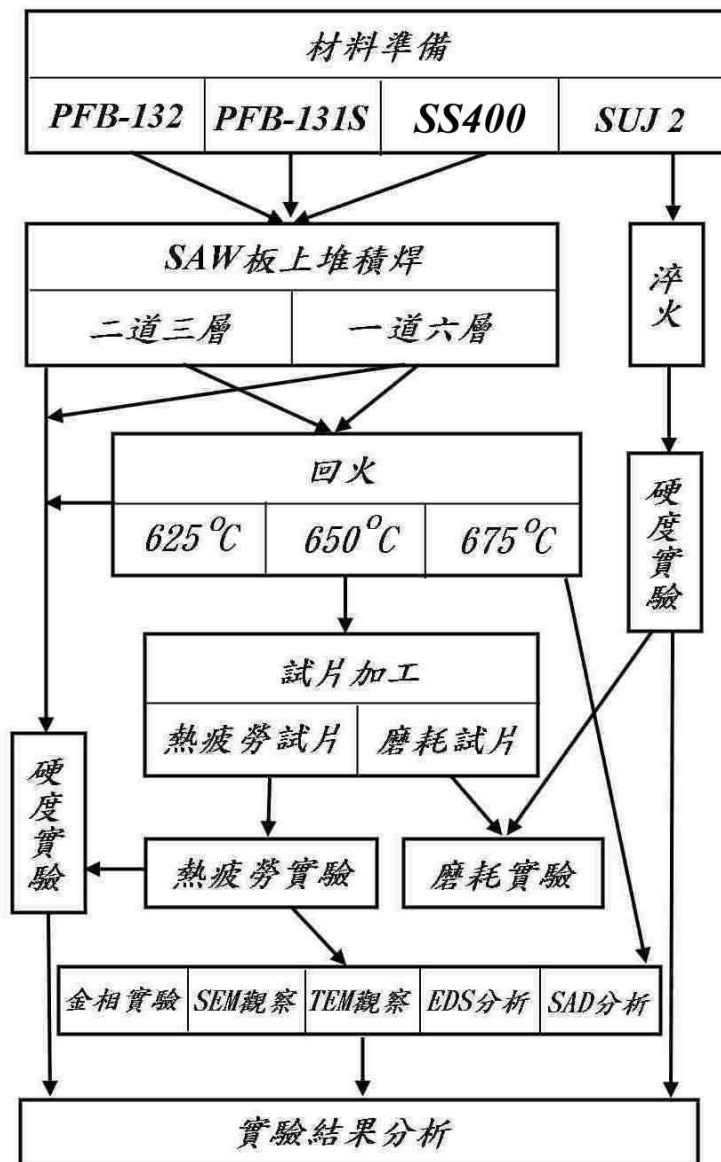 材料準備
PFB-132 PFB-131S SS400 SUJ 2
SAW板上堆積焊
二道三層 一道六層
淬火
回火
625°C 650°C 675°C
硬度實驗
試片加工
熱疲勞試片 磨耗試片
硬度實驗
熱疲勞實驗 磨耗實驗
金相實驗 SEM觀察 TEM觀察 EDS分析 SAD分析
實驗結果分析